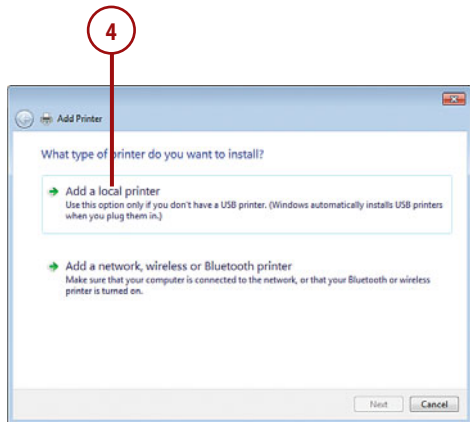 4
Add Printer
What type of printer do you want to install?
Add a local printer
Use this option only if you don't have a USB printer. (Windows automatically installs USB printers
when you plug them in.)
Add a network, wireless or Bluetooth printer
Make sure that your computer is connected to the network, or that your Bluetooth or wireless
printer is turned on.
Next
Cancel